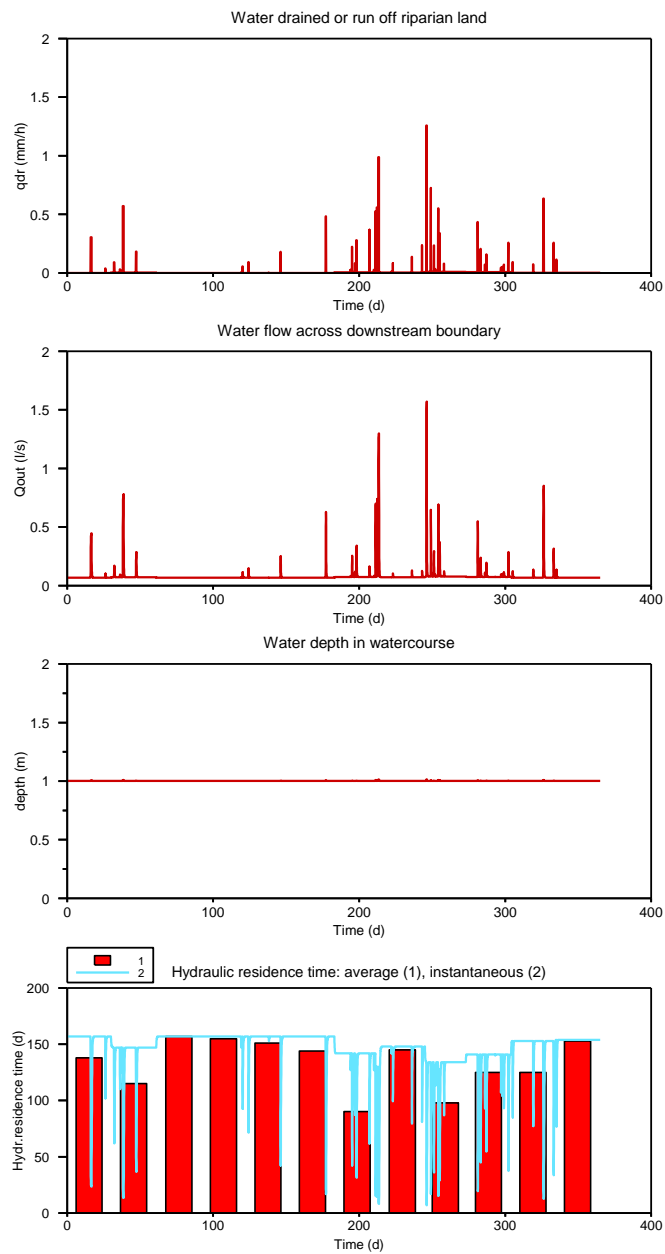 Water drained or run off riparian land
2
1.5
1
0.5
0
qdr (mm/h)
0 100 200 300 400
Time (d)
Water flow across downstream boundary
2
1.5
1
0.5
0
Qout (l/s)
0 100 200 300 400
Time (d)
Water depth in watercourse
2
1.5
1
0.5
0
depth (m)
0 100 200 300 400
Time (d)
1
2
Hydraulic residence time: average (1), instantaneous (2)
200
150
100
50
0
Hydr.residence time (d)
0 100 200 300 400
Time (d)